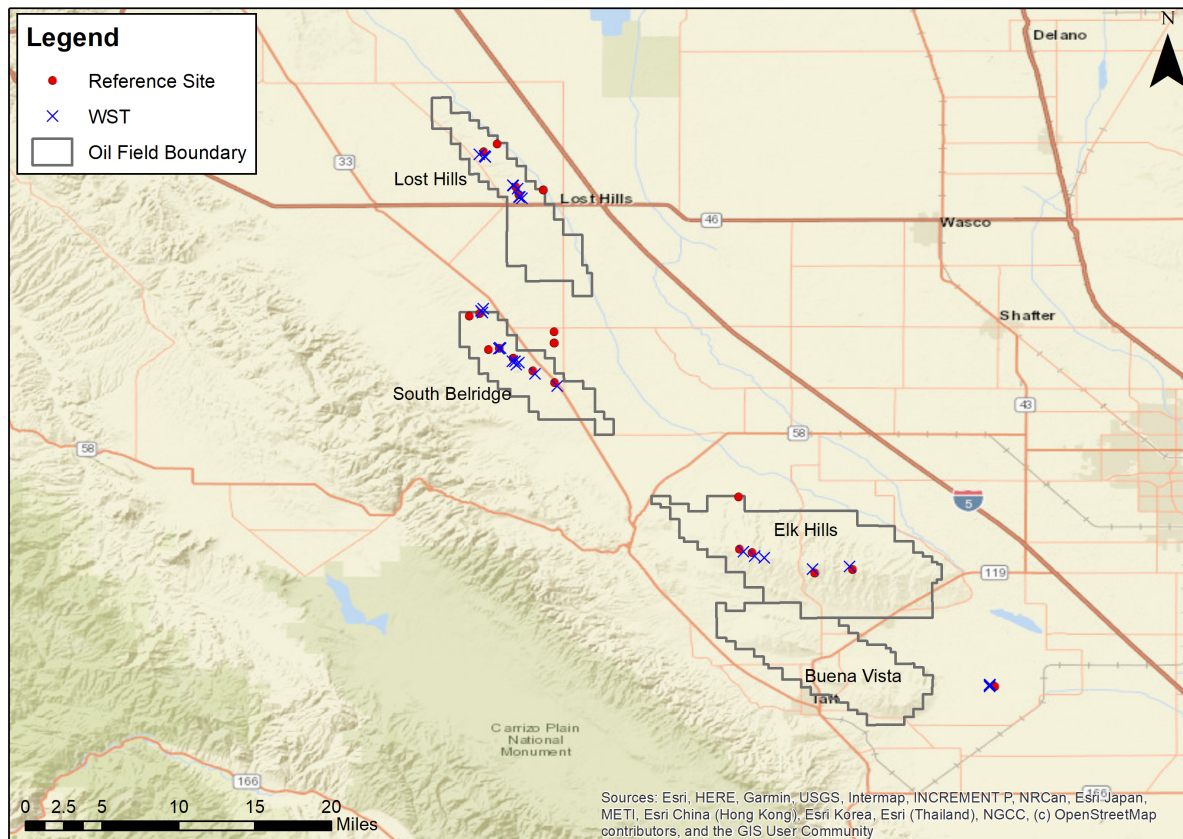 Legend
Reference Site
WST
Oil Field Boundary
N
Delano
33
Lost Hills
Lost Hills
46
Wasco
Shafter
South Belridge
43
58
58
5
Elk Hills
119
Buena Vista
Taft
Carrizo Plain
National
Monument
166
166
0 2.5 5 10 15 20
Miles
Sources: Esri, HERE, Garmin, USGS, Intermap, INCREMENT P, NRCan, Esri Japan,
METI, Esri China (Hong Kong), Esri Korea, Esri (Thailand), NGCC, (c) OpenStreetMap
contributors, and the GIS User Community